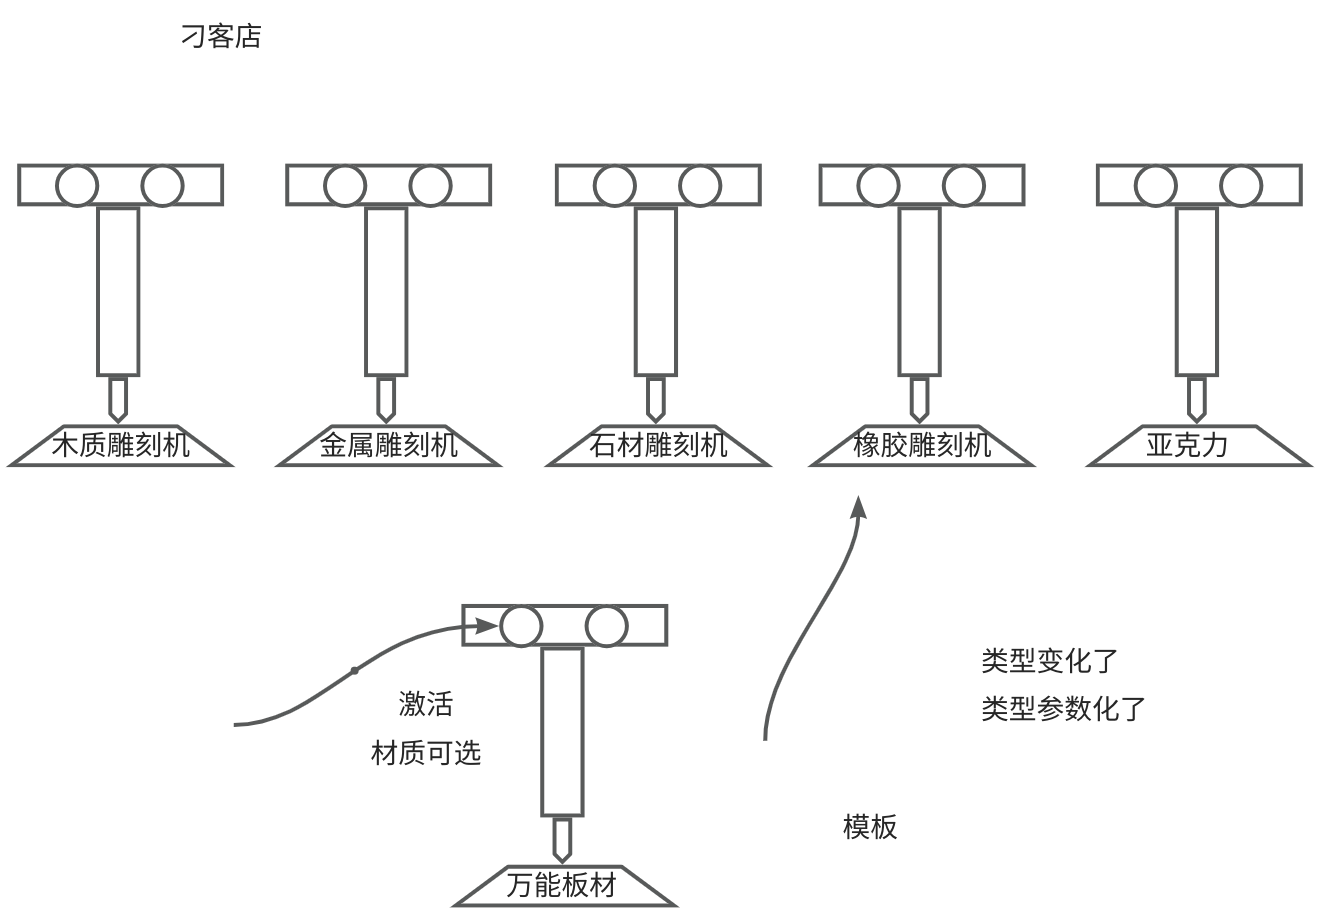 刁客店
木质雕刻机
金属雕刻机
石材雕刻机
橡胶雕刻机
亚克力
激活
材质可选
类型变化了
类型参数化了
模板
万能板材